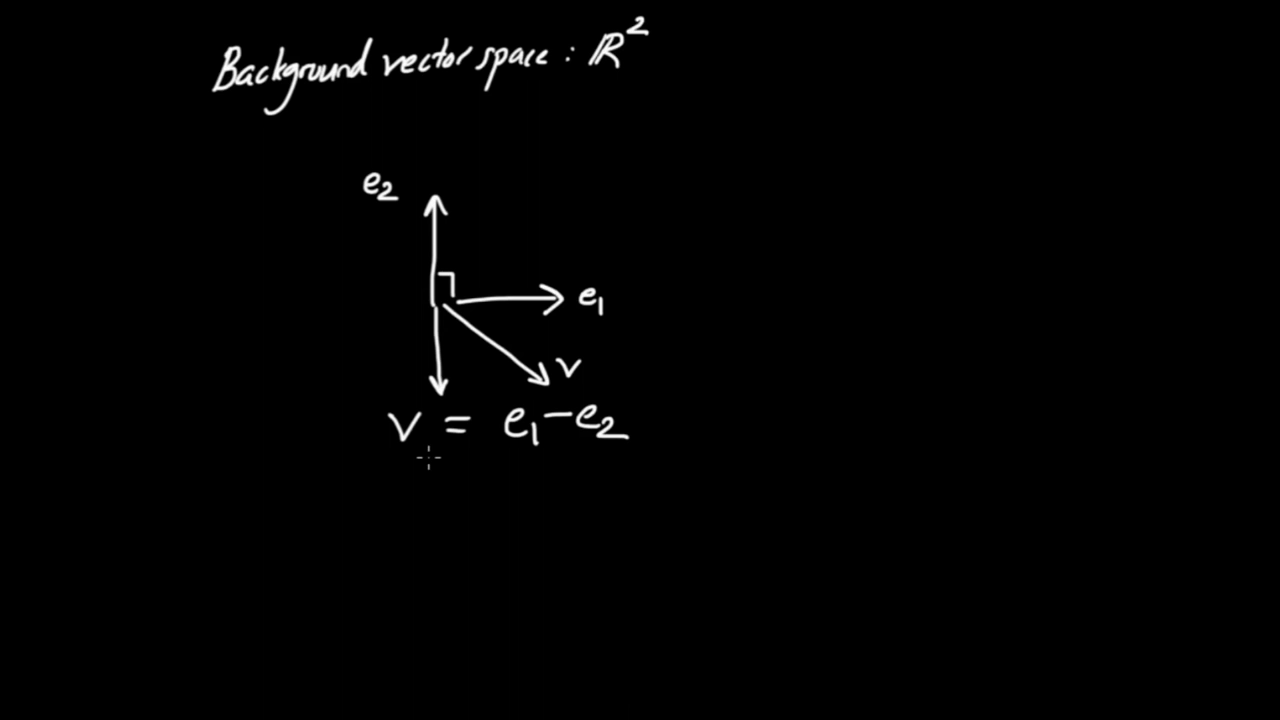 Background vector space : ℝ²
e₂
e₁
v
v = e₁ - e₂